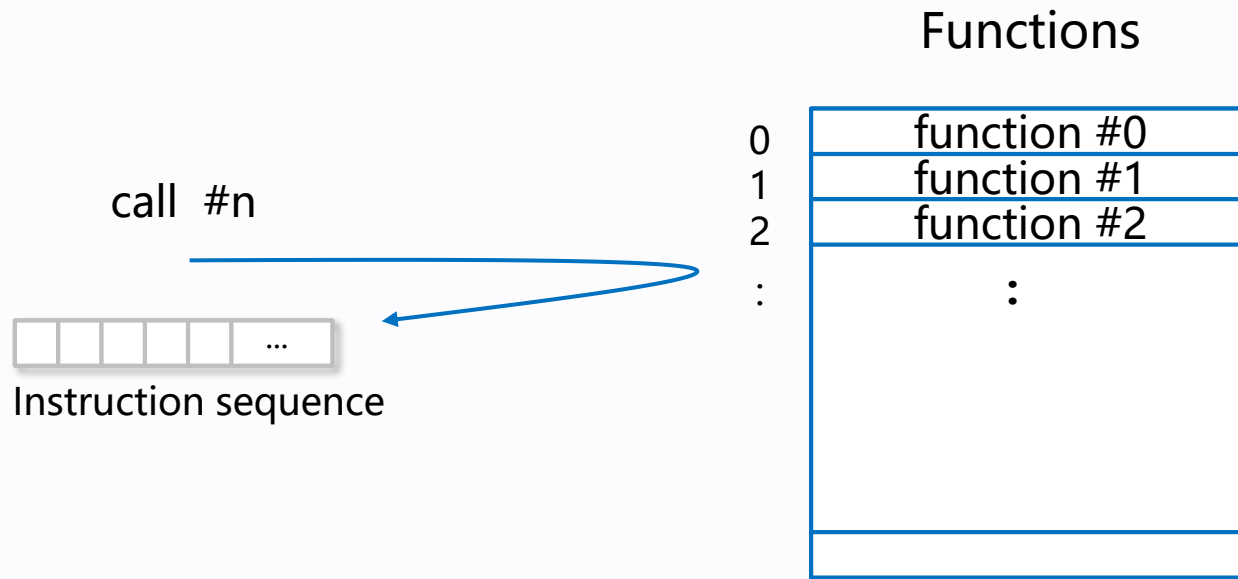 Functions
0 function #0
1 function #1
call #n
2 function #2
: :
...
Instruction sequence